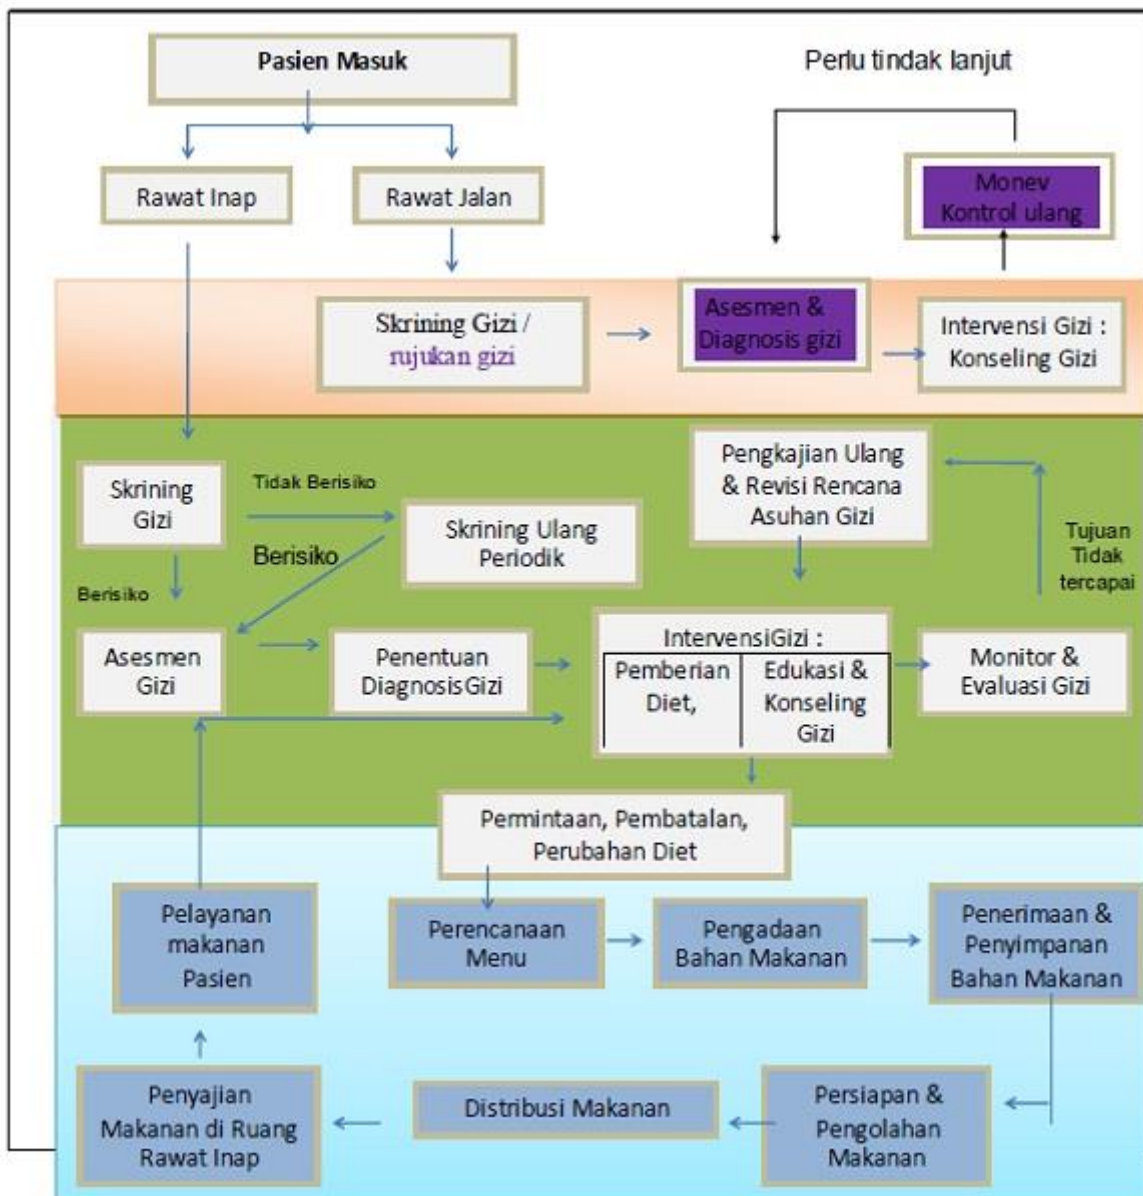 Pasien Masuk
Perlu tindak lanjut
Rawat Inap
Rawat Jalan
Monev
Kontrol ulang
Skrining Gizi /
rujukan gizi
Asesmen &
Diagnosis gizi
Intervensi Gizi :
Konseling Gizi
Skrining
Gizi
Tidak Berisiko
Berisiko
Skrining Ulang
Periodik
Pengkajian Ulang
& Revisi Rencana
Asuhan Gizi
Tujuan
Tidak
tercapai
Berisiko
Asesmen
Gizi
Penentuan
DiagnosisGizi
IntervensiGizi :
Pemberian
Diet,
Edukasi &
Konseling
Gizi
Monitor &
Evaluasi Gizi
Permintaan, Pembatalan,
Perubahan Diet
Pelayanan
makanan
Pasien
Perencanaan
Menu
Pengadaan
Bahan Makanan
Penerimaan &
Penyimpanan
Bahan Makanan
Penyajian
Makanan di Ruang
Rawat Inap
Distribusi Makanan
Persiapan &
Pengolahan
Makanan